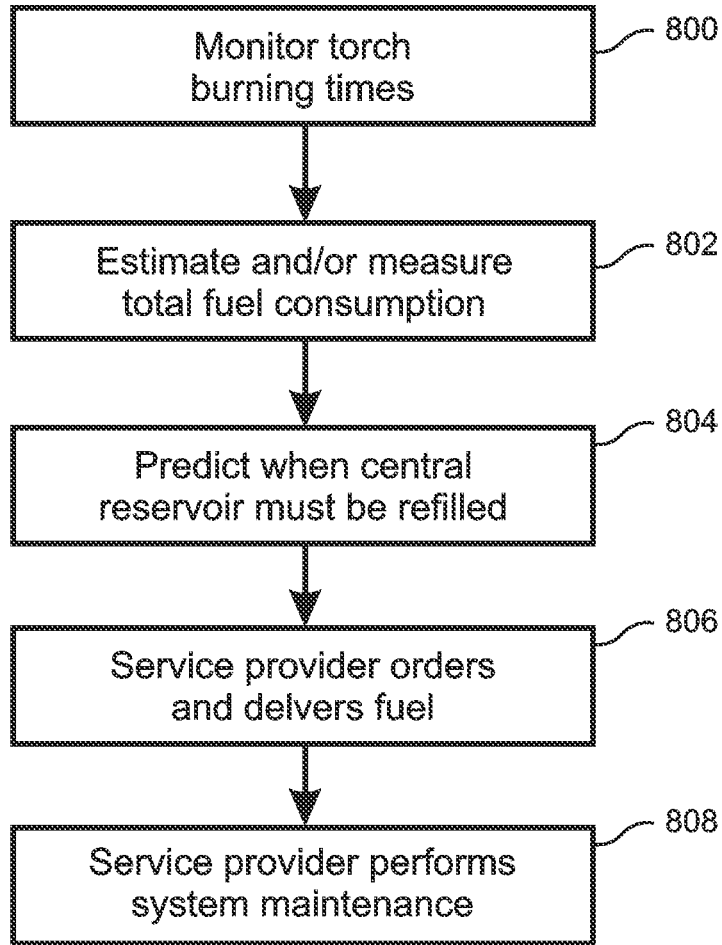 Monitor torch
burning times
800
Estimate and/or measure
total fuel consumption
802
Predict when central
reservoir must be refilled
804
Service provider orders
and delvers fuel
806
Service provider performs
system maintenance
808